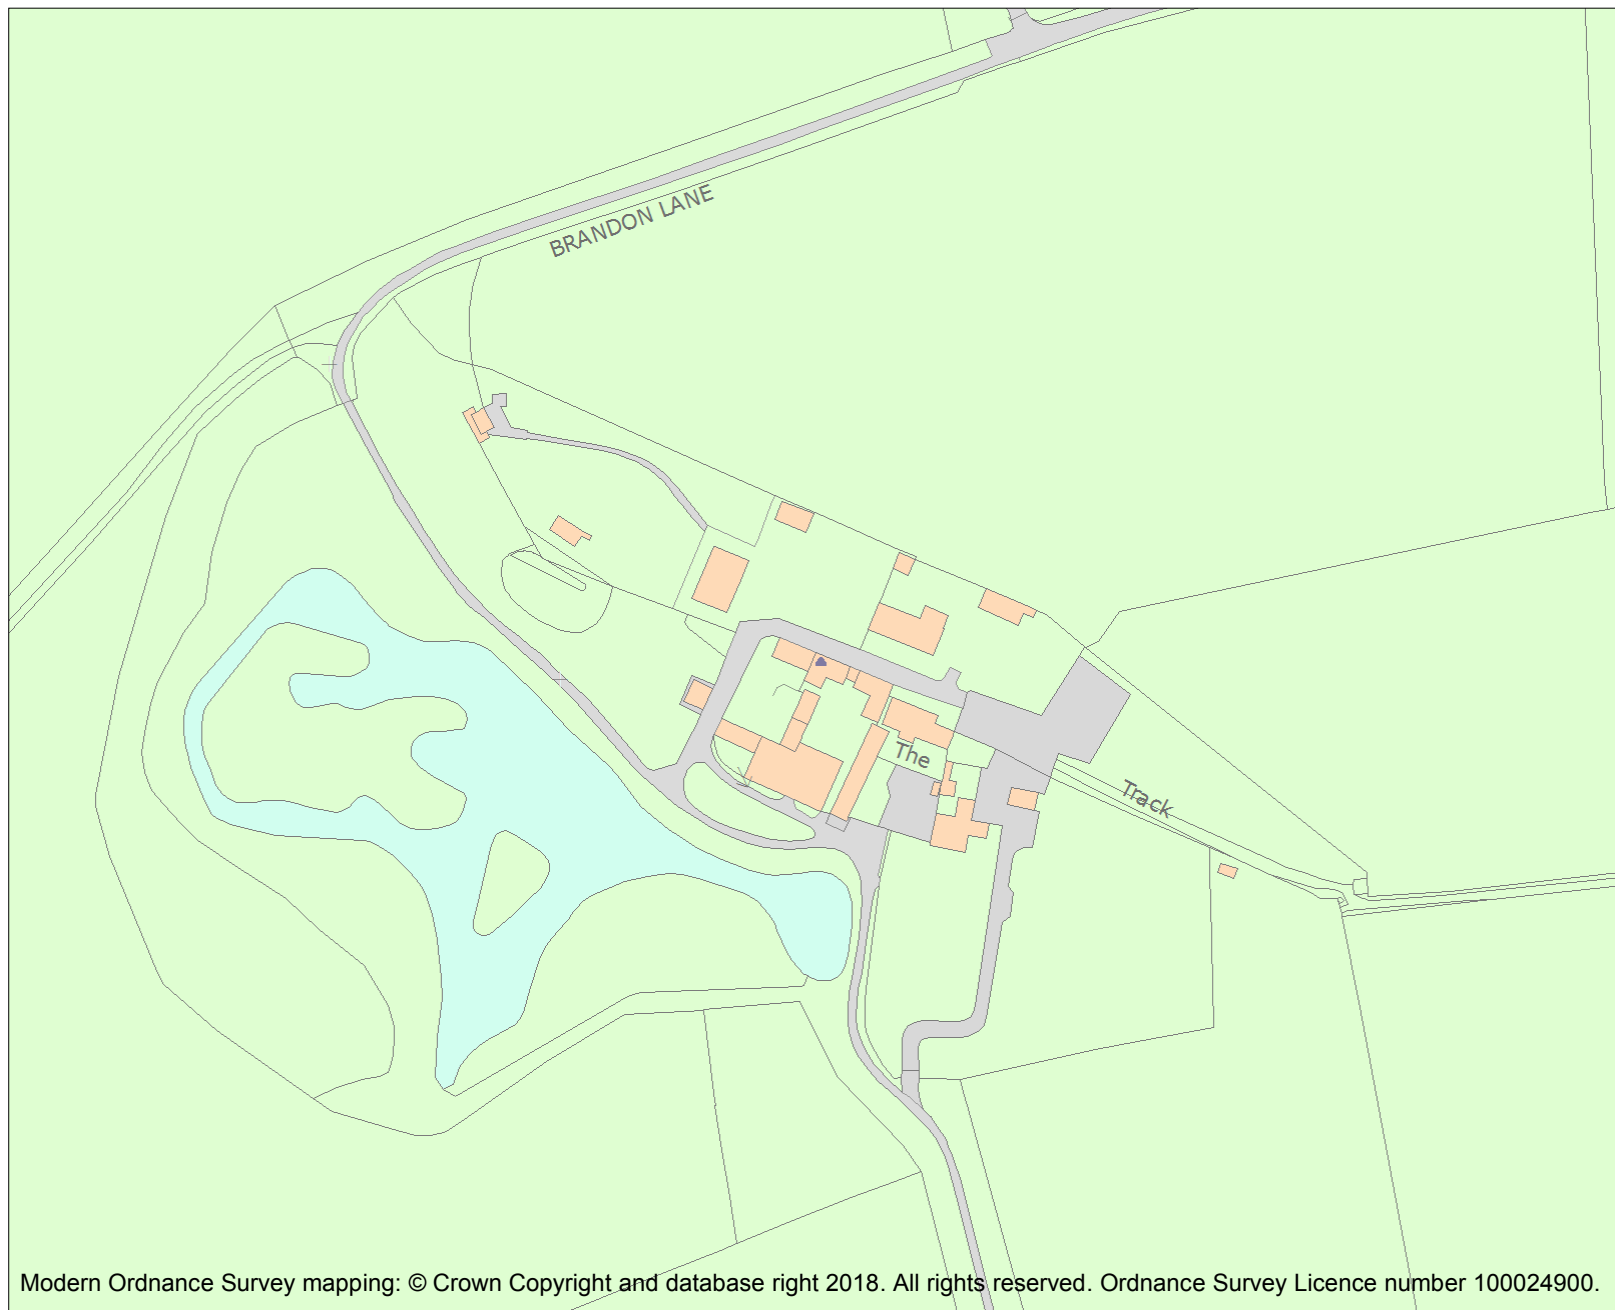 BRANDON LANE
The
Track
Modern Ordnance Survey mapping: © Crown Copyright and database right 2018. All rights reserved. Ordnance Survey Licence number 100024900.